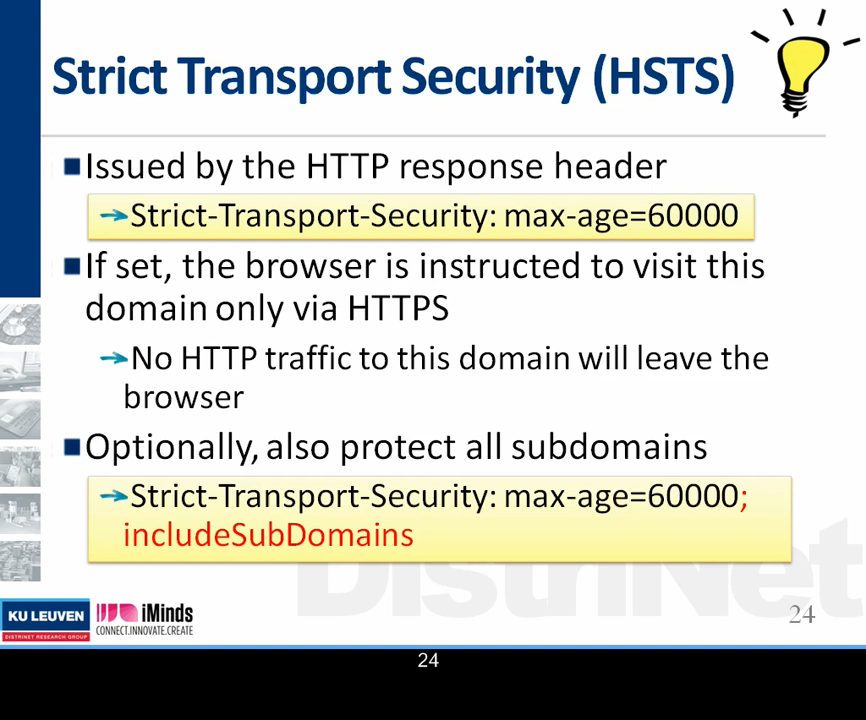 Strict Transport Security (HSTS)
Issued by the HTTP response header
Strict-Transport-Security: max-age=60000
If set, the browser is instructed to visit this
domain only via HTTPS
No HTTP traffic to this domain will leave the
browser
Optionally, also protect all subdomains
Strict-Transport-Security: max-age=60000;
includeSubDomains
DistriNet
KU LEUVEN
DISTRINET RESEARCH GROUP
iMinds
CONNECT.INNOVATE.CREATE
24
24